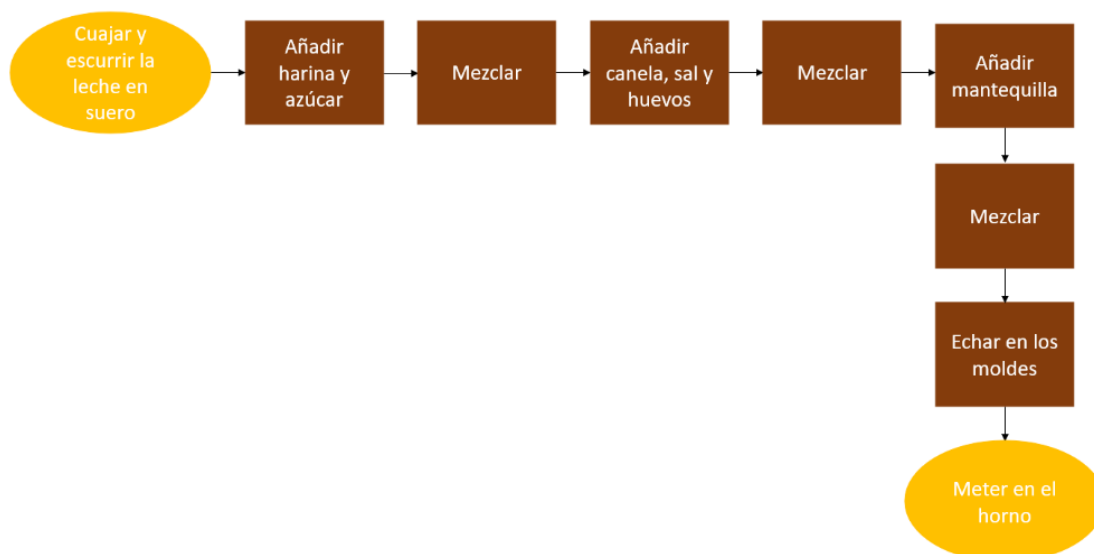 Cuajar y
escurrir la
leche en
suero
Añadir
harina y
azúcar
Mezclar
Añadir
canela, sal y
huevos
Mezclar
Añadir
mantequilla
Mezclar
Echar en los
moldes
Meter en el
horno